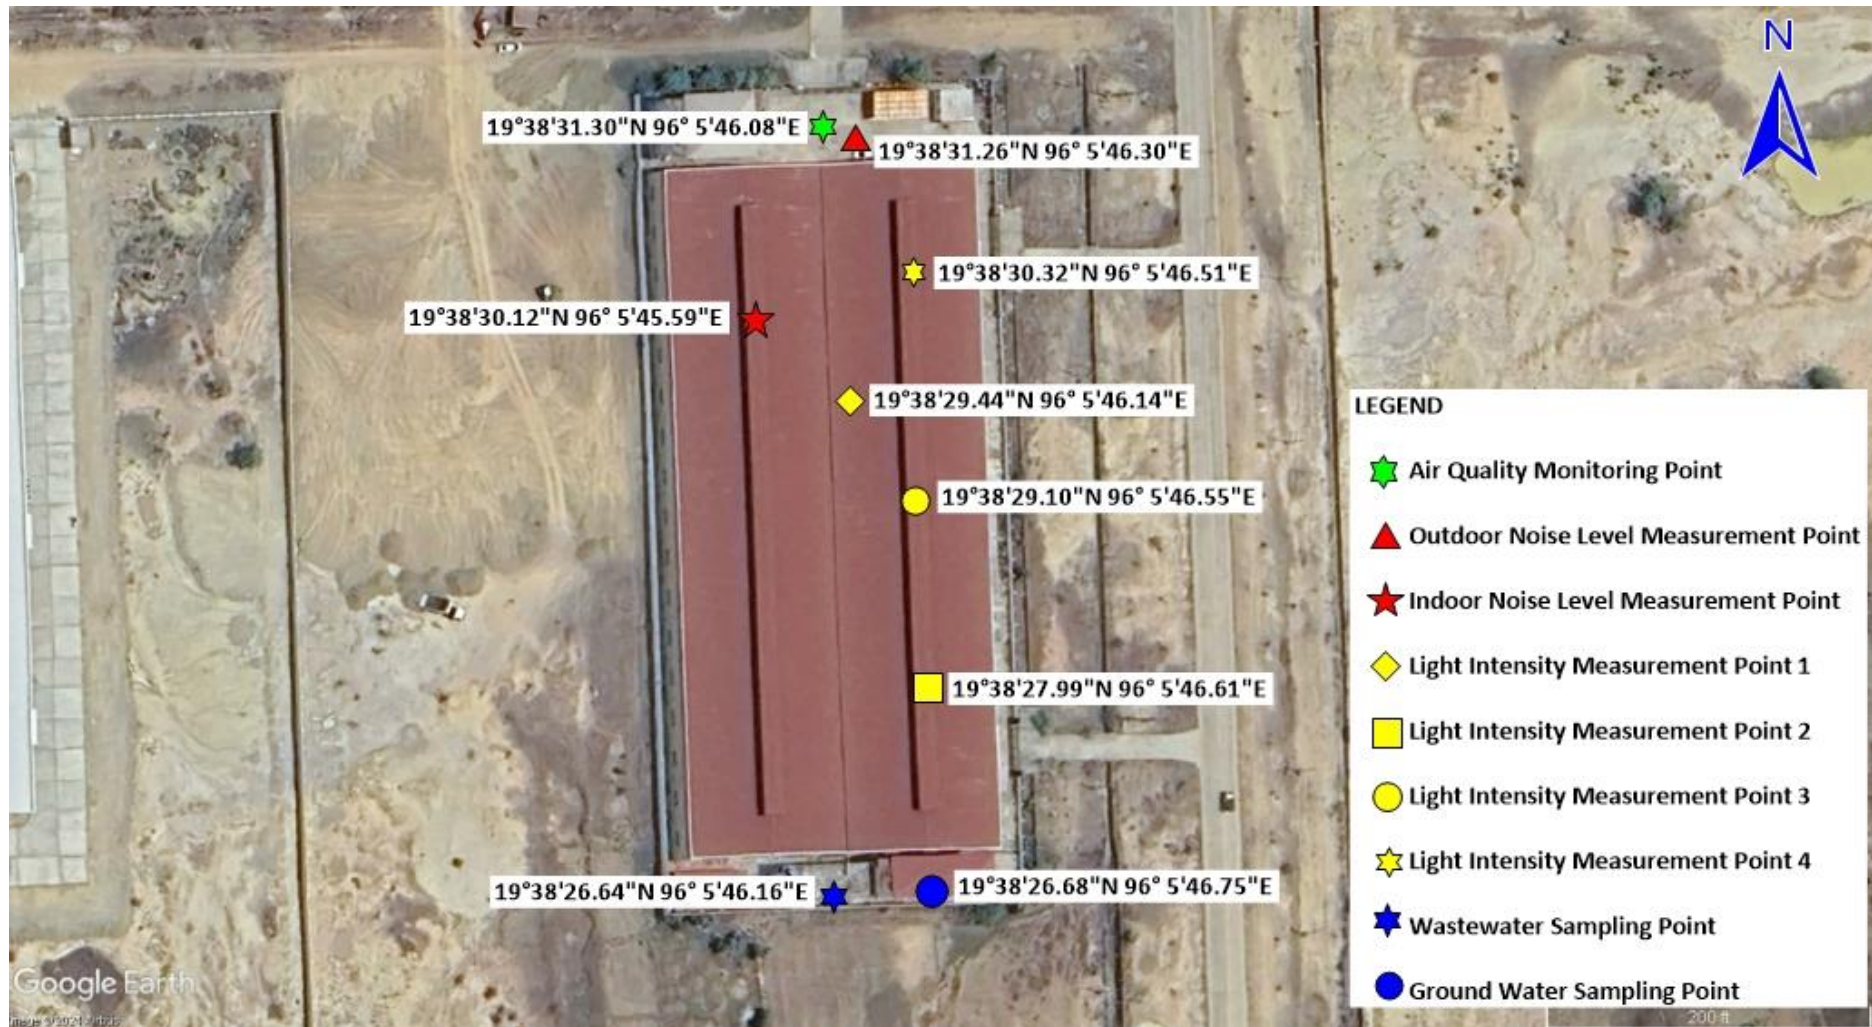 N
19°38'31.30"N 96° 5'46.08"E
19°38'31.26"N 96° 5'46.30"E
19°38'30.32"N 96° 5'46.51"E
19°38'30.12"N 96° 5'45.59"E
19°38'29.44"N 96° 5'46.14"E
19°38'29.10"N 96° 5'46.55"E
19°38'27.99"N 96° 5'46.61"E
19°38'26.64"N 96° 5'46.16"E
19°38'26.68"N 96° 5'46.75"E
LEGEND
Air Quality Monitoring Point
Outdoor Noise Level Measurement Point
Indoor Noise Level Measurement Point
Light Intensity Measurement Point 1
Light Intensity Measurement Point 2
Light Intensity Measurement Point 3
Light Intensity Measurement Point 4
Wastewater Sampling Point
Ground Water Sampling Point
Google Earth
200 ft